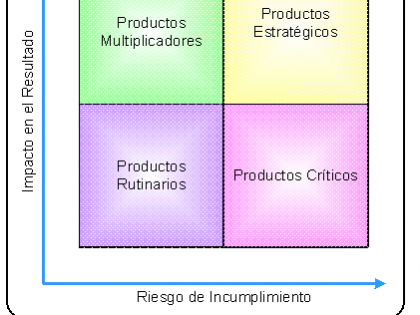 Productos
Multiplicadores
Productos
Estratégicos
Impacto en el Resultado
Productos
Rutinarios
Productos Críticos
Riesgo de Incumplimiento